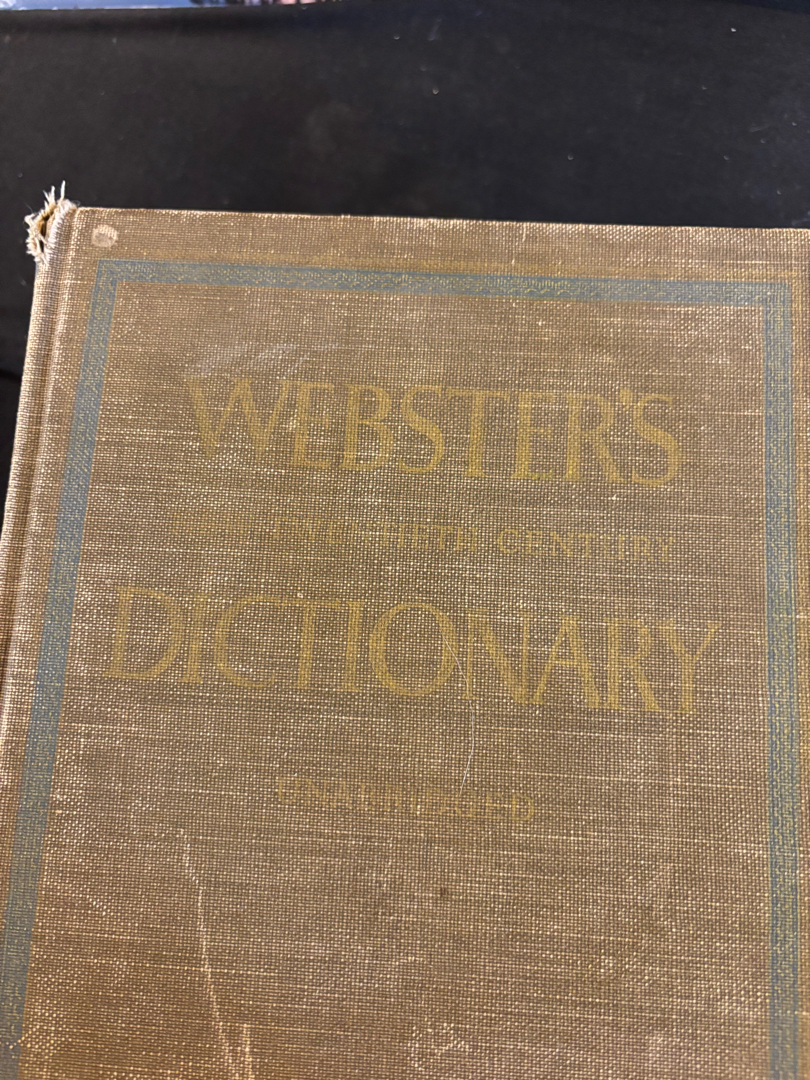 WEBSTER'S
TWENTIETH CENTURY
DICTIONARY
UNABRIDGED